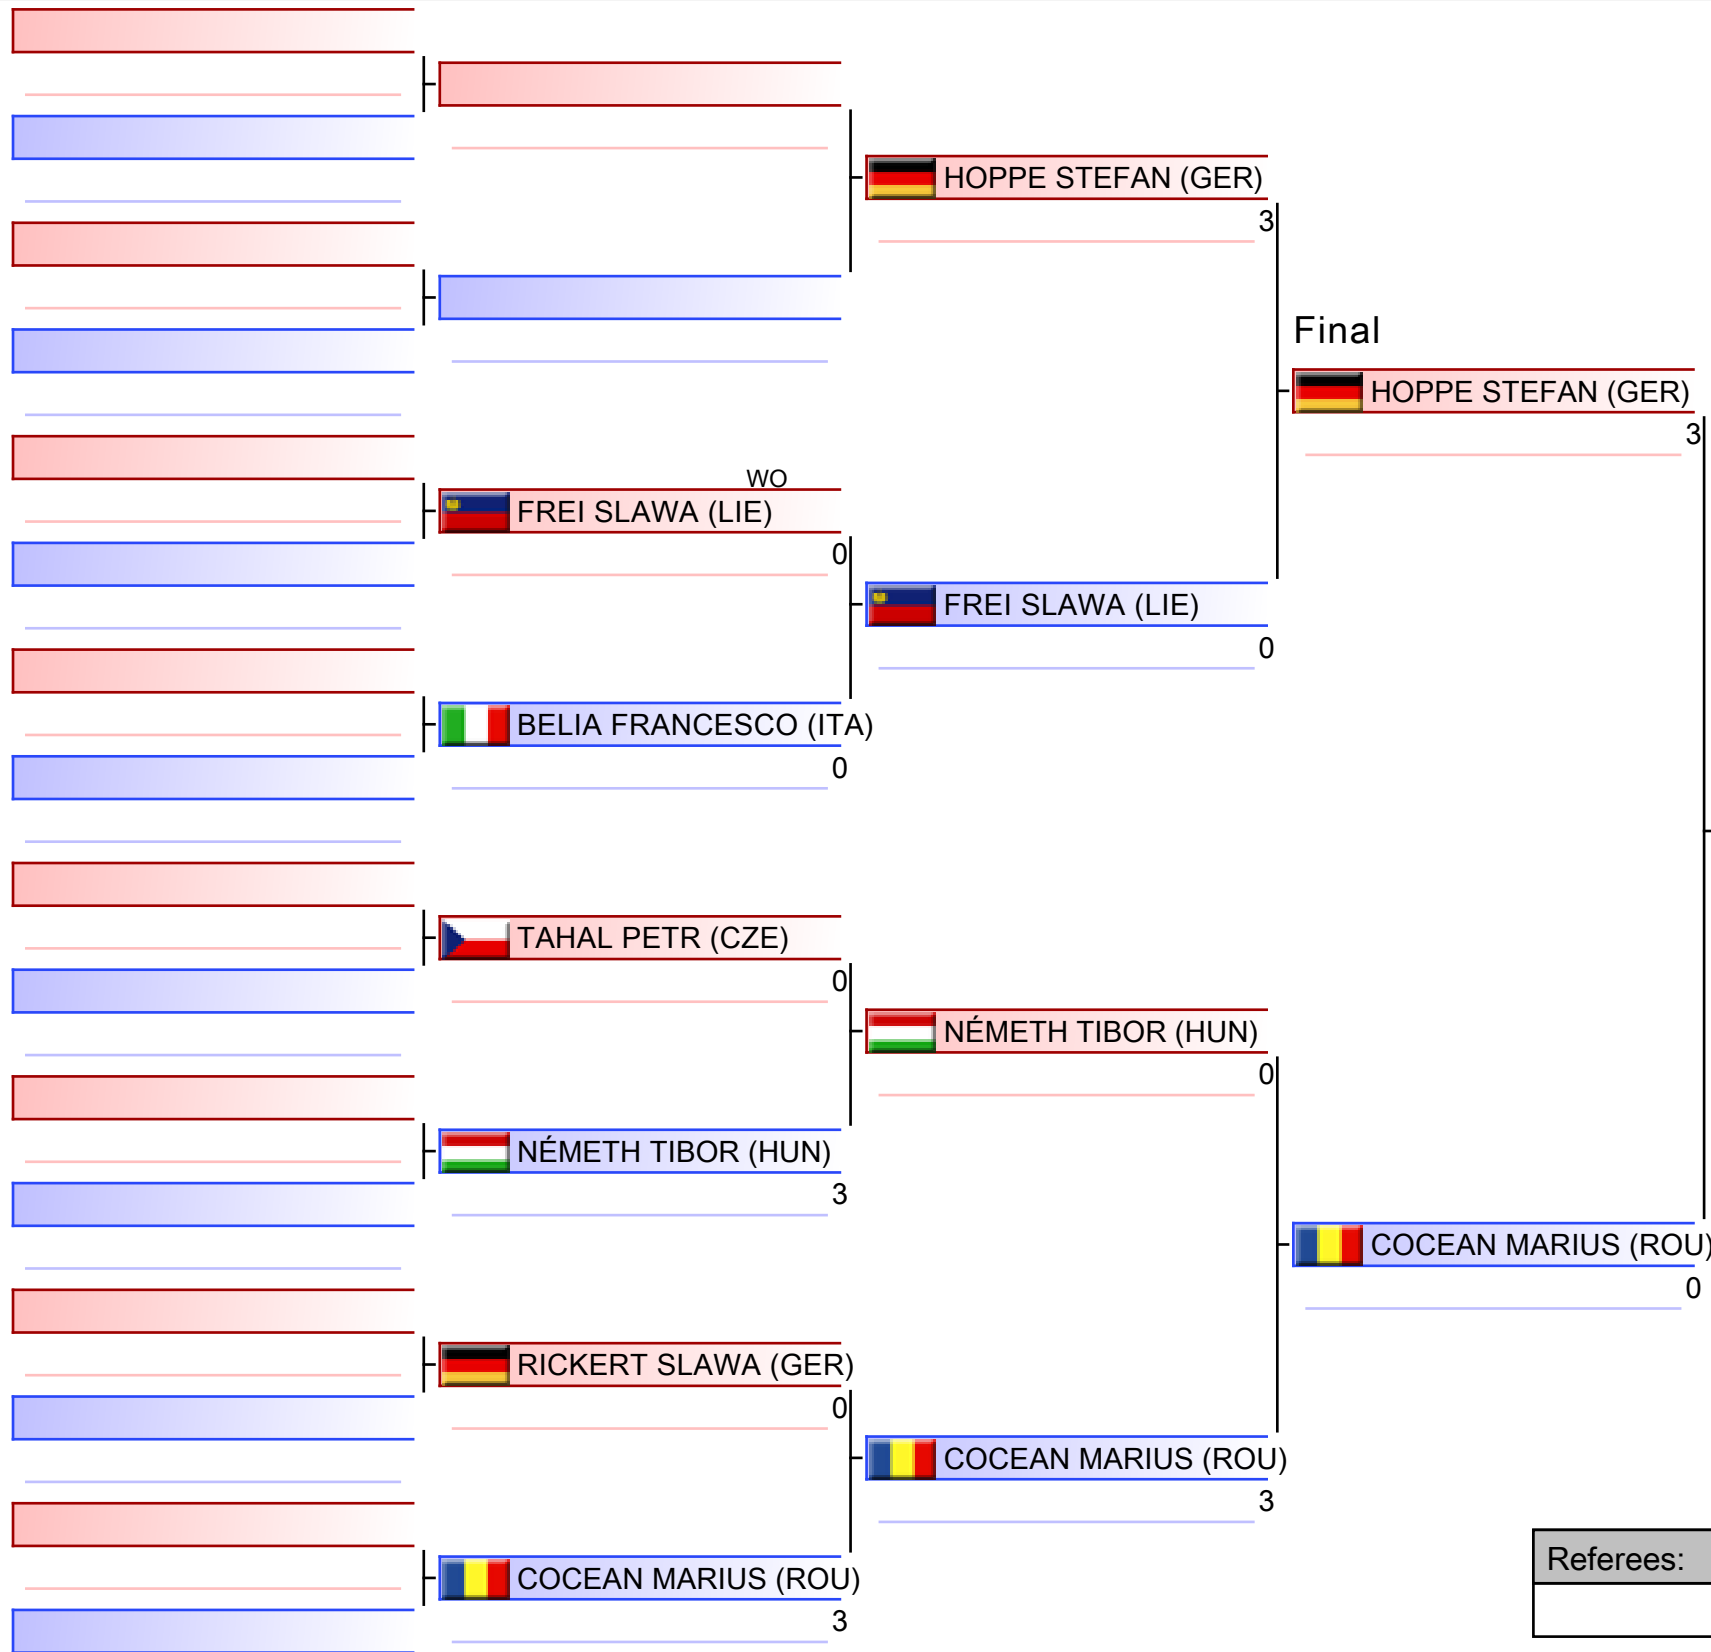 HOPPE STEFAN (GER)
3
Final
HOPPE STEFAN (GER)
3
WO
FREI SLAWA (LIE)
0
FREI SLAWA (LIE)
0
BELIA FRANCESCO (ITA)
0
TAHAL PETR (CZE)
0
NÉMETH TIBOR (HUN)
0
NÉMETH TIBOR (HUN)
3
COCEAN MARIUS (ROU)
0
RICKERT SLAWA (GER)
0
COCEAN MARIUS (ROU)
3
COCEAN MARIUS (ROU)
3
Referees: